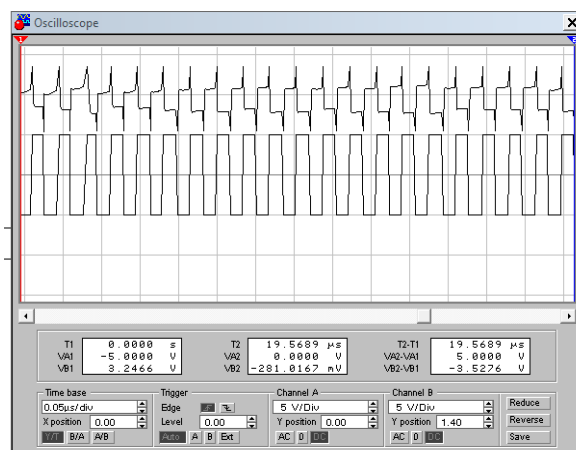 Oscilloscope
1 2
T1 0.0000 s T2 19.5689 µs T2-T1 19.5689 µs
VA1 -5.0000 V VA2 0.0000 V VA2-VA1 5.0000 V
VB1 3.2466 V VB2 -281.0167 mV VB2-VB1 -3.5276 V
Time base Trigger Channel A Channel B Reduce
0.05µs/div Edge 5 V/Div 5 V/Div Reverse
X position 0.00 Level 0.00 Y position 0.00 Y position 1.40
Y/T B/A A/B Auto A B Ext AC 0 DC AC 0 DC Save